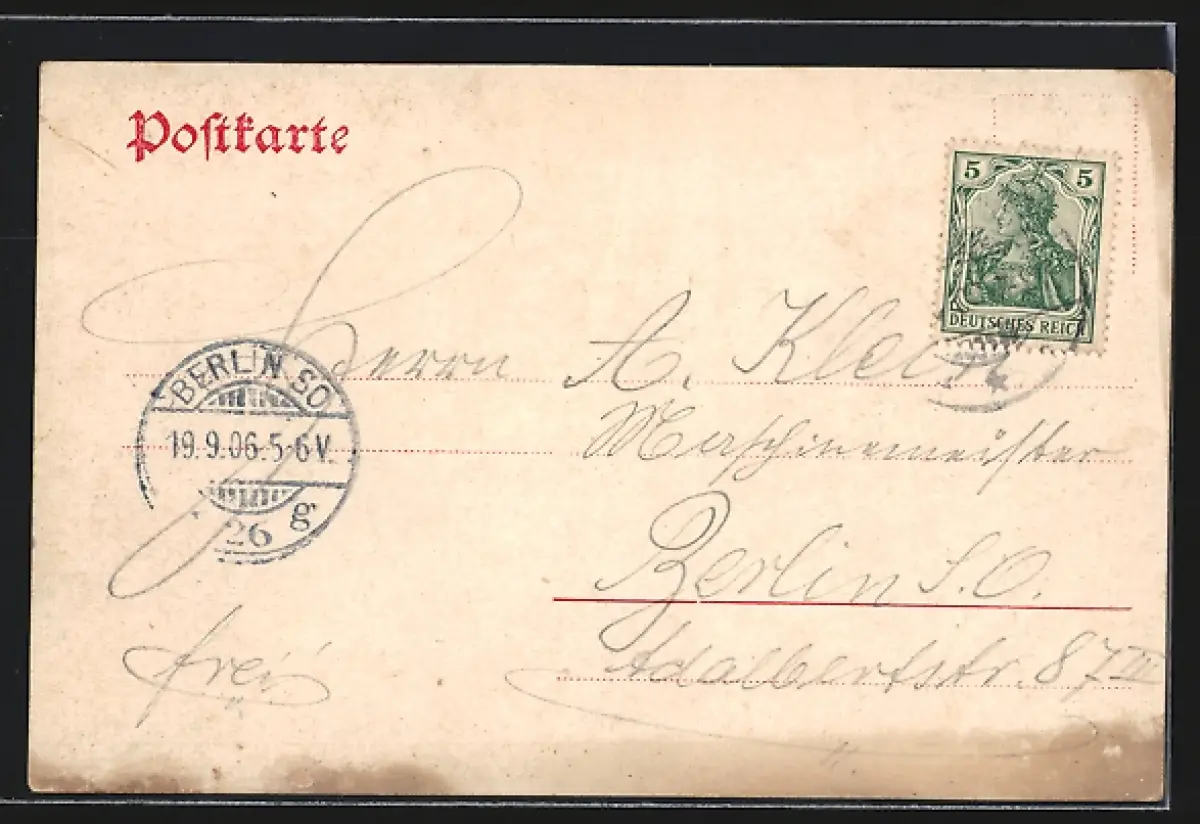 Postkarte
5 5
DEUTSCHES REICH
Herrn A. Klein
Maschinenmeister
Berlin S.O.
Adalbertstr. 87 III
frei
BERLIN SO
19.9.06.5-6V.
26 g